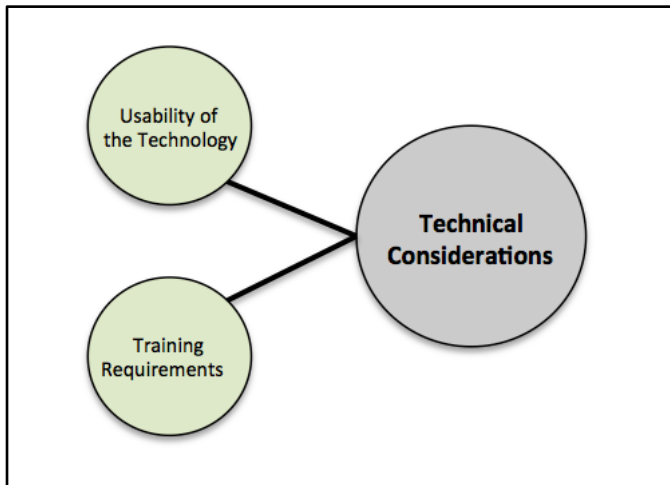 Usability of
the Technology
Technical
Considerations
Training
Requirements